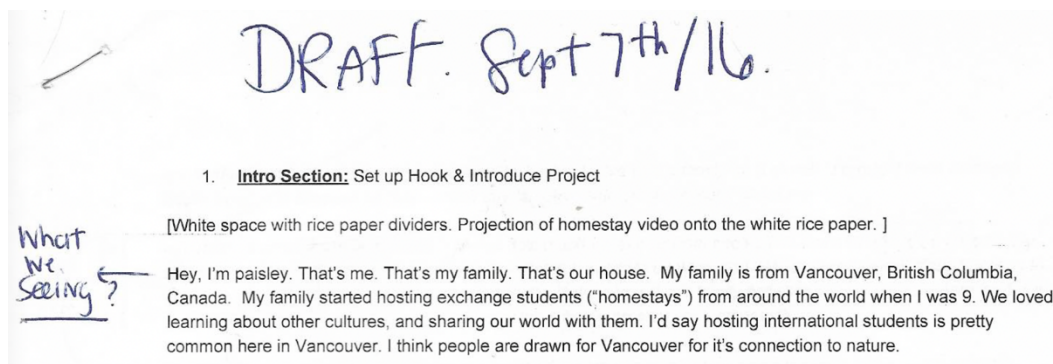 DRAFT. Sept 7th/16.
1. Intro Section: Set up Hook & Introduce Project
[White space with rice paper dividers. Projection of homestay video onto the white rice paper. ]
What
We
Seeing?
Hey, I'm paisley. That's me. That's my family. That's our house. My family is from Vancouver, British Columbia,
Canada. My family started hosting exchange students ("homestays") from around the world when I was 9. We loved
learning about other cultures, and sharing our world with them. I'd say hosting international students is pretty
common here in Vancouver. I think people are drawn for Vancouver for it's connection to nature.